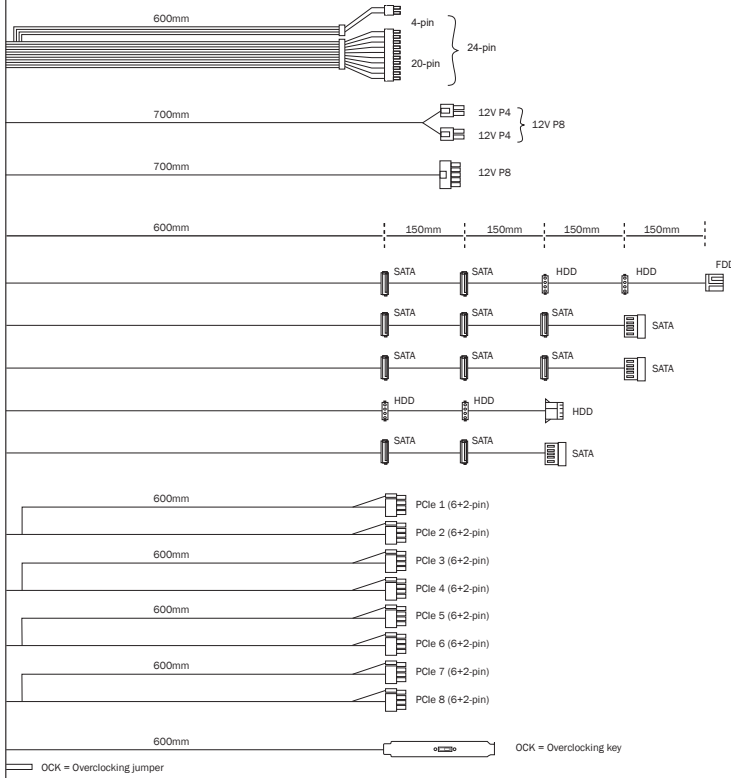 600mm
4-pin
24-pin
20-pin
700mm
12V P4
12V P8
12V P4
700mm
12V P8
600mm 150mm 150mm 150mm 150mm
SATA SATA HDD HDD FDD
SATA SATA SATA SATA
SATA SATA SATA SATA
HDD HDD HDD
SATA SATA SATA
600mm
PCIe 1 (6+2-pin)
PCIe 2 (6+2-pin)
600mm
PCIe 3 (6+2-pin)
PCIe 4 (6+2-pin)
600mm
PCIe 5 (6+2-pin)
PCIe 6 (6+2-pin)
600mm
PCIe 7 (6+2-pin)
PCIe 8 (6+2-pin)
600mm
OCK = Overclocking key
OCK = Overclocking jumper